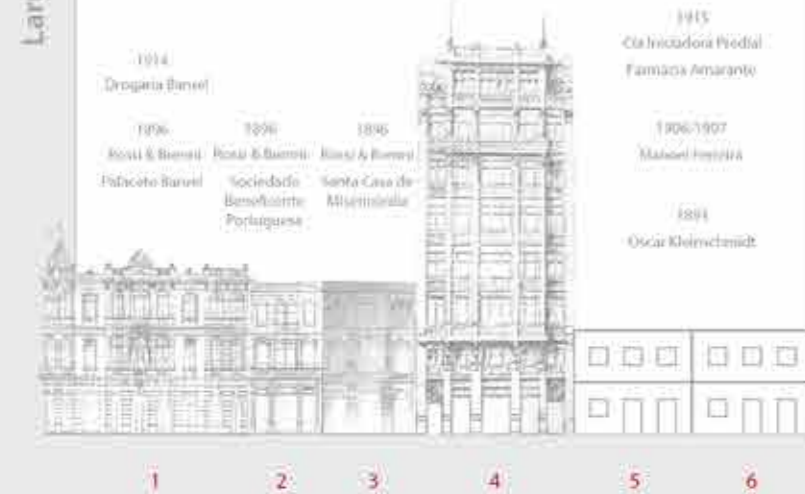 Lar
1914
Drogaria Baruel
1896
Rossi & Brenni
Palacete Baruel
1896
Rossi & Brenni
Sociedade
Beneficente
Portuguesa
1896
Rossi & Brenni
Santa Casa de
Misericórdia
1915
Cia Iniciadora Predial
Farmácia Amarante
1906-1907
Manoel Ferreira
1893
Oscar Kleinschmidt
1
2
3
4
5
6